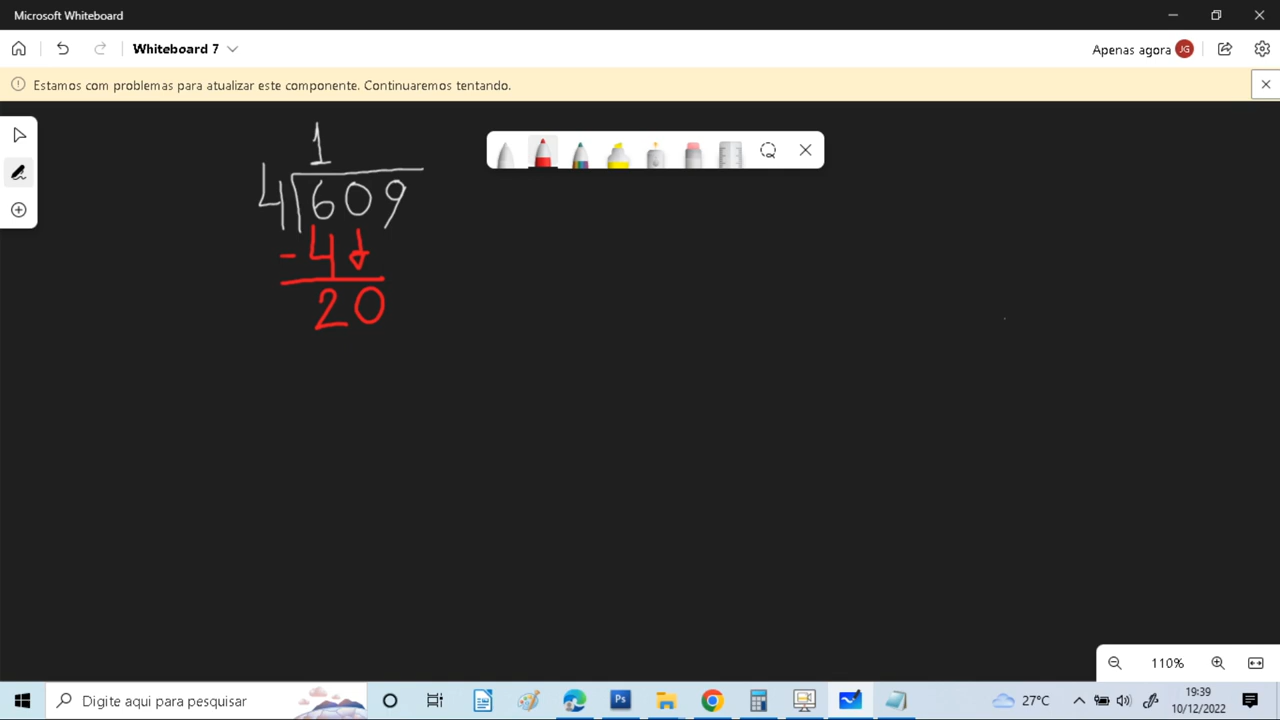 Microsoft Whiteboard
Whiteboard 7
Apenas agora JG
Estamos com problemas para atualizar este componente. Continuaremos tentando.
1
4 609
- 4 ↓
20
110%
Digite aqui para pesquisar
27°C
19:39
10/12/2022